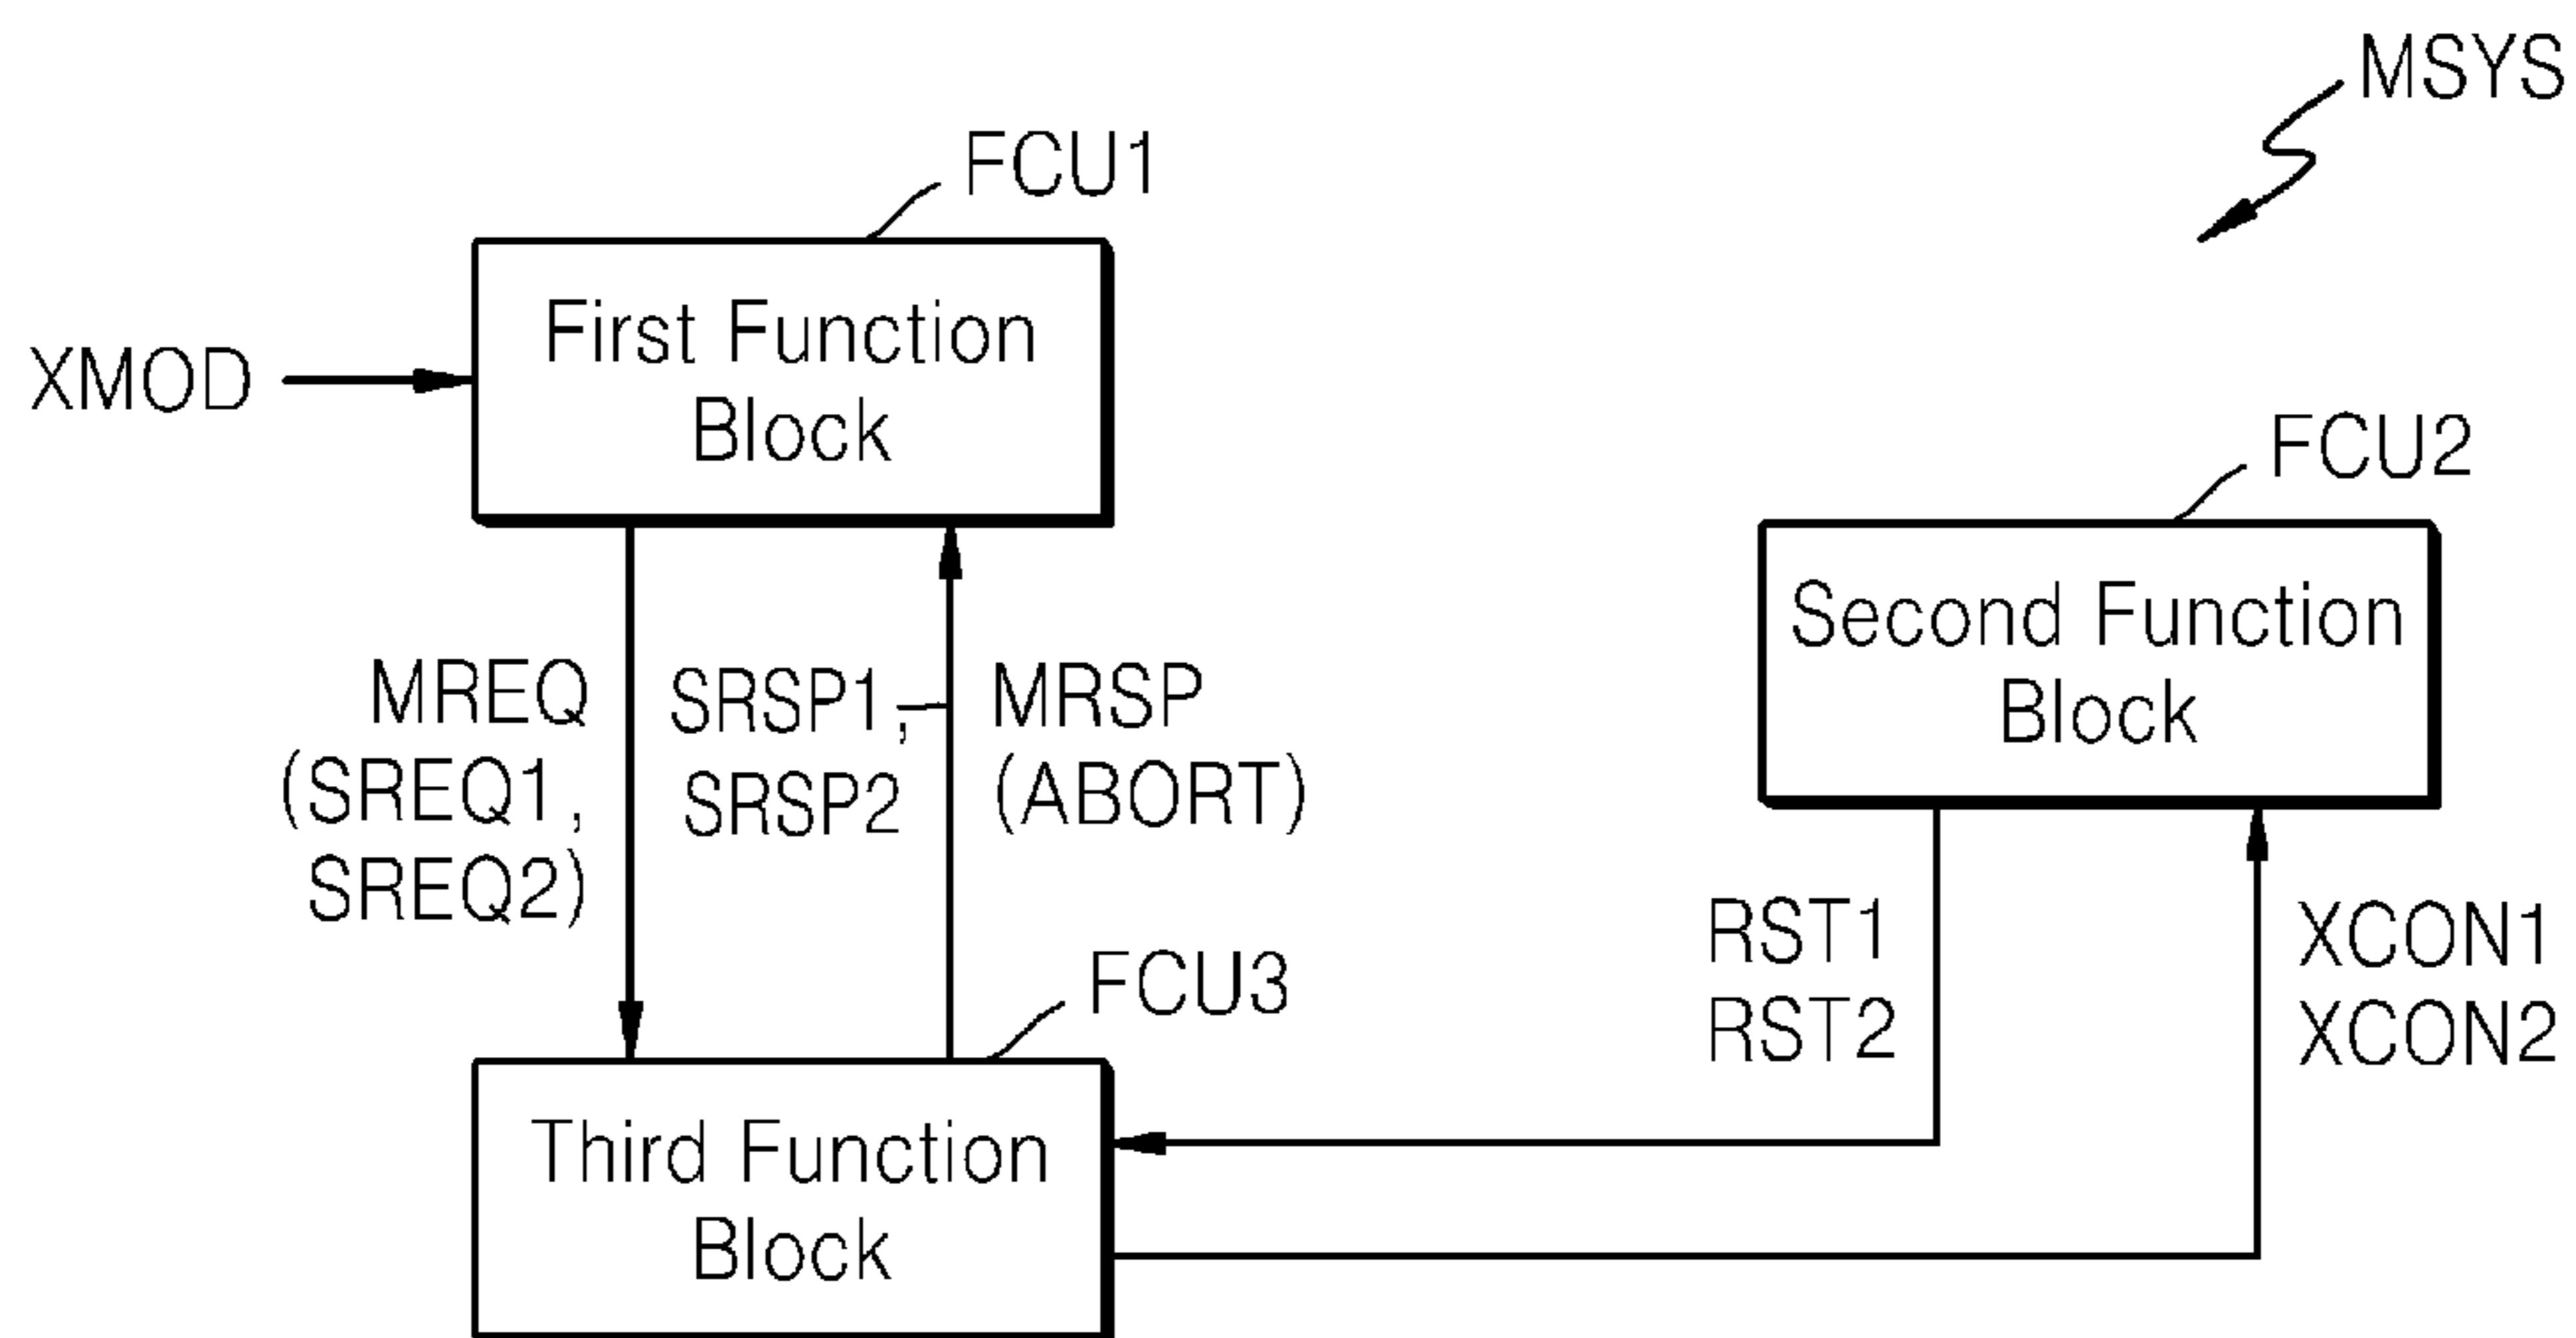 MSYS
FCU1
First Function
Block
XMOD
FCU2
Second Function
Block
MREQ
(SREQ1,
SREQ2)
SRSP1,
SRSP2
MRSP
(ABORT)
RST1
RST2
XCON1
XCON2
FCU3
Third Function
Block